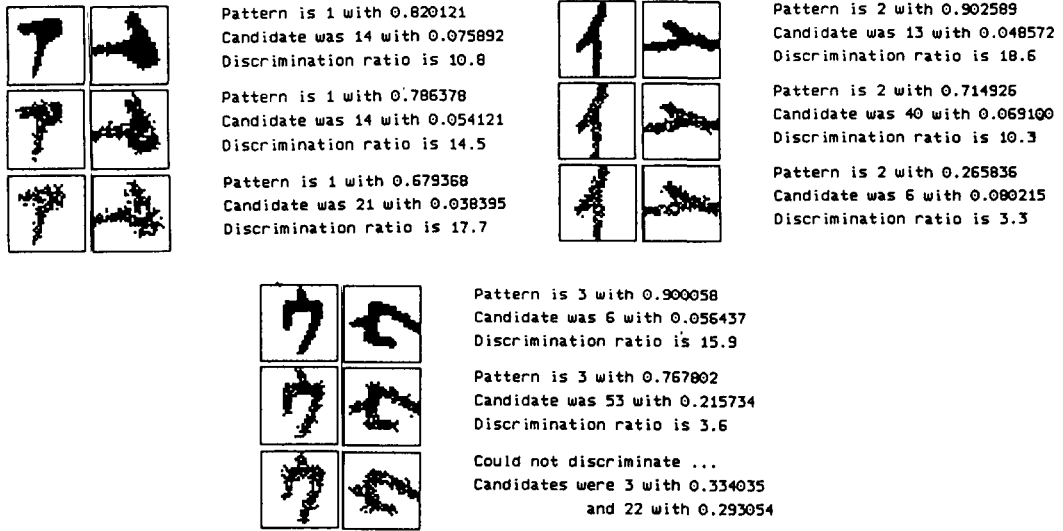 Pattern is 1 with 0.820121
Candidate was 14 with 0.075892
Discrimination ratio is 10.8
Pattern is 1 with 0.786378
Candidate was 14 with 0.054121
Discrimination ratio is 14.5
Pattern is 1 with 0.679368
Candidate was 21 with 0.038395
Discrimination ratio is 17.7
Pattern is 2 with 0.902589
Candidate was 13 with 0.048572
Discrimination ratio is 18.6
Pattern is 2 with 0.714926
Candidate was 40 with 0.069100
Discrimination ratio is 10.3
Pattern is 2 with 0.265836
Candidate was 6 with 0.080215
Discrimination ratio is 3.3
Pattern is 3 with 0.900058
Candidate was 6 with 0.056437
Discrimination ratio is 15.9
Pattern is 3 with 0.767802
Candidate was 53 with 0.215734
Discrimination ratio is 3.6
Could not discriminate ...
Candidates were 3 with 0.334035
and 22 with 0.293054